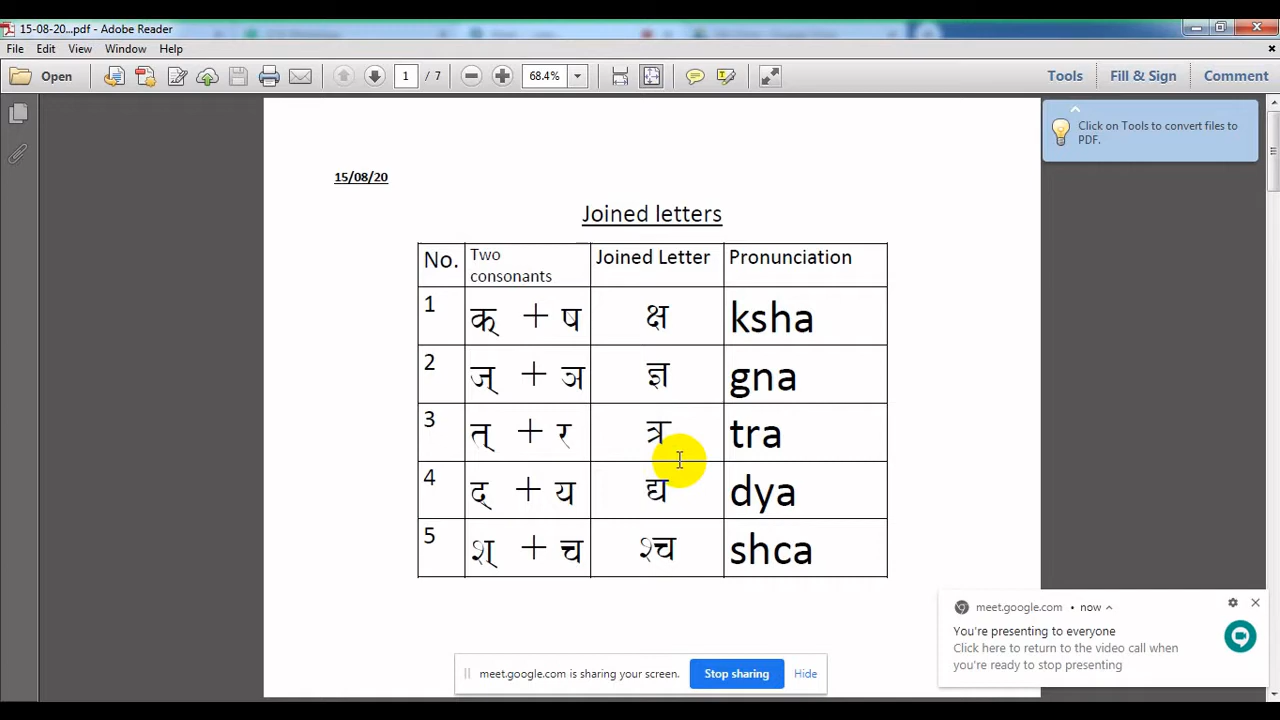 15-08-20...pdf - Adobe Reader
File Edit View Window Help
Open 1 / 7 68.4% Tools Fill & Sign Comment
Click on Tools to convert files to
PDF.
15/08/20
Joined letters
No. Two consonants Joined Letter Pronunciation
1 क् + ष क्ष ksha
2 ज् + ञ ज्ञ gna
3 त् + र त्र tra
4 द् + य द्य dya
5 श् + च श्च shca
meet.google.com • now
You're presenting to everyone
Click here to return to the video call when
you're ready to stop presenting
meet.google.com is sharing your screen. Stop sharing Hide